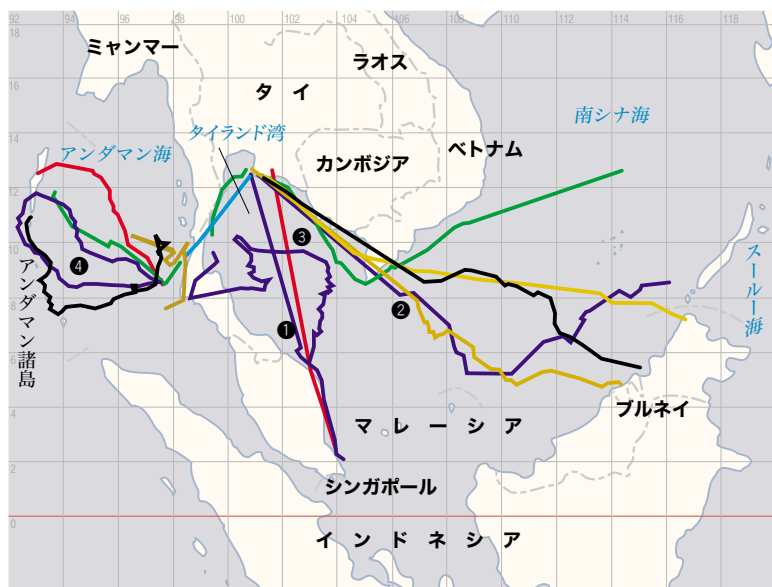 92 94 96 98 100 102 104 106 108 110 112 114 116 118
18
16
14
12
10
8
6
4
2
0
ミャンマー
ラオス
タイ
タイランド湾
南シナ海
アンダマン海
カンボジア
ベトナム
スールー海
アンダマン諸島
❶
❷
❸
❹
マレーシア
ブルネイ
シンガポール
インドネシア